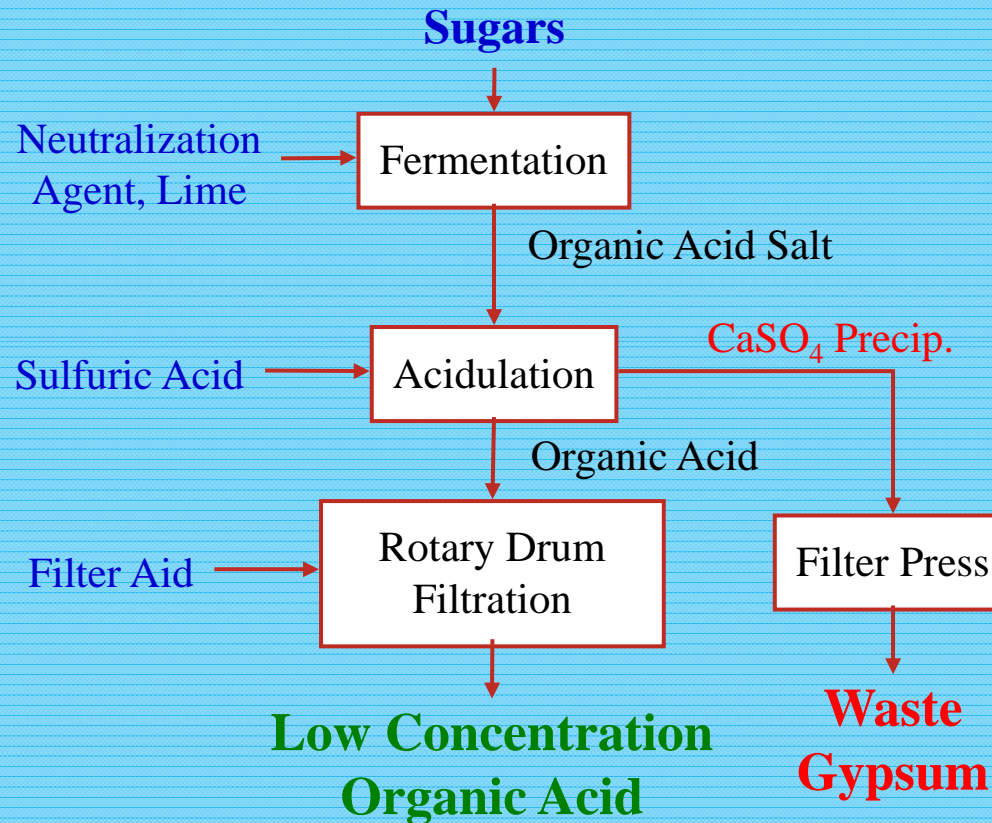 Sugars
Neutralization
Agent, Lime
Fermentation
Organic Acid Salt
CaSO₄ Precip.
Sulfuric Acid
Acidulation
Organic Acid
Filter Aid
Rotary Drum
Filtration
Filter Press
Low Concentration
Organic Acid
Waste
Gypsum